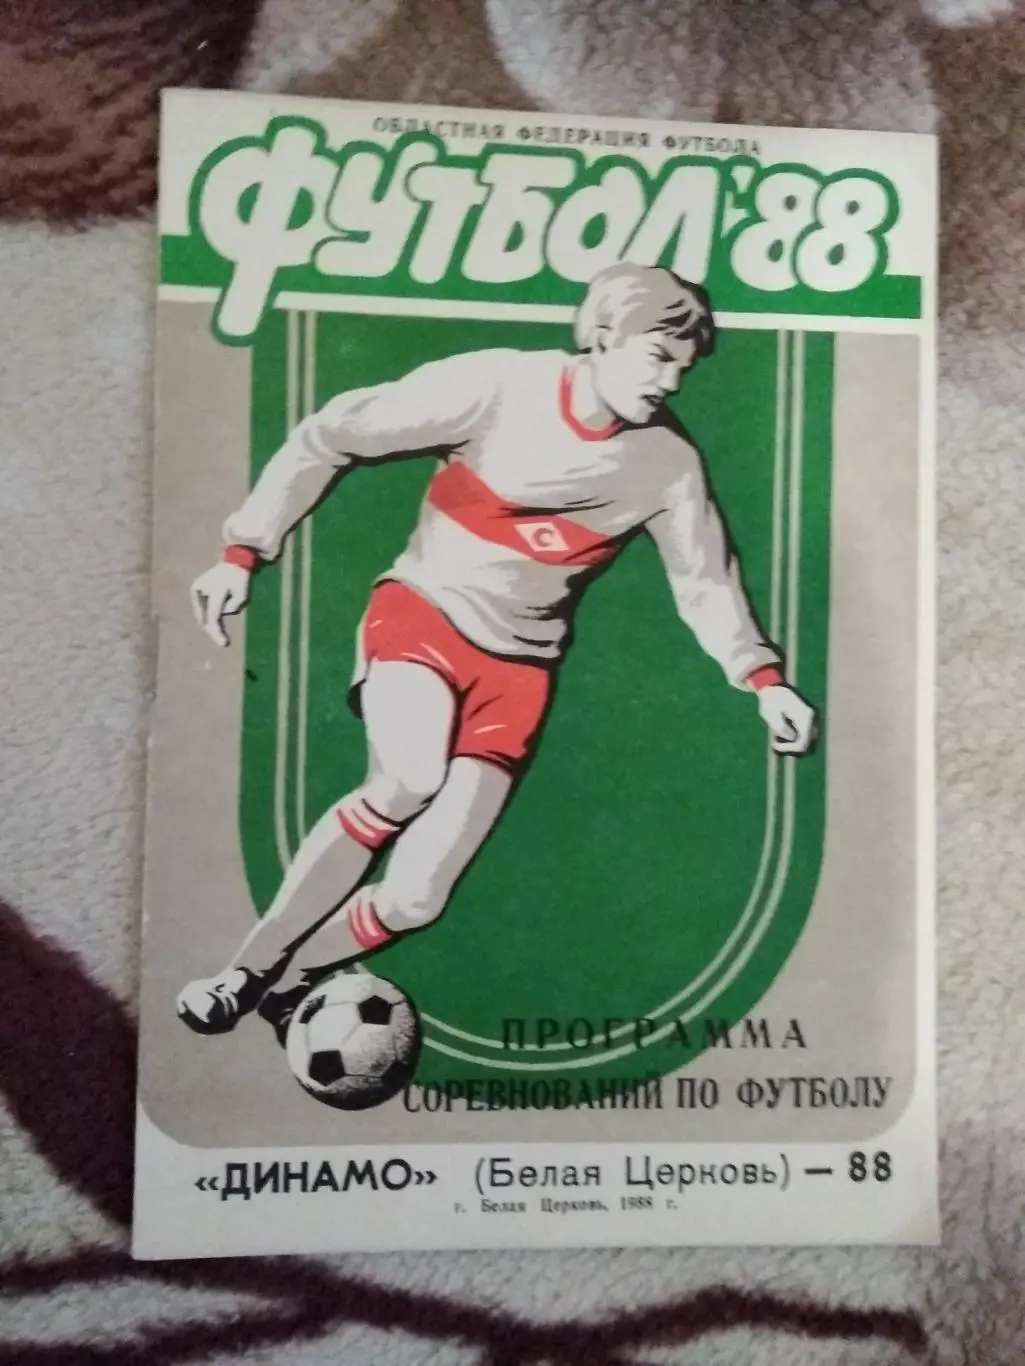 ОБЛАСТНАЯ ФЕДЕРАЦИЯ ФУТБОЛА
ФУТБОЛ'88
С
ПРОГРАММА
СОРЕВНОВАНИЙ ПО ФУТБОЛУ
«ДИНАМО» (Белая Церковь) — 88
г. Белая Церковь, 1988 г.